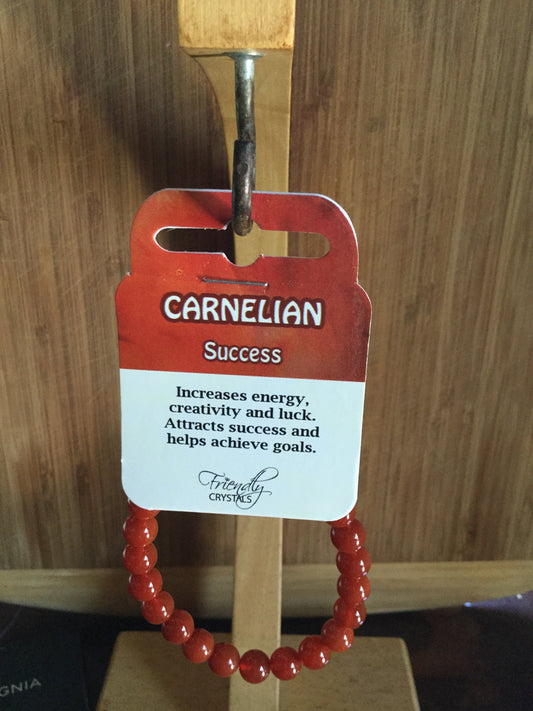 CARNELIAN
Success
Increases energy,
creativity and luck.
Attracts success and
helps achieve goals.
Friendly
CRYSTALS
GNIA